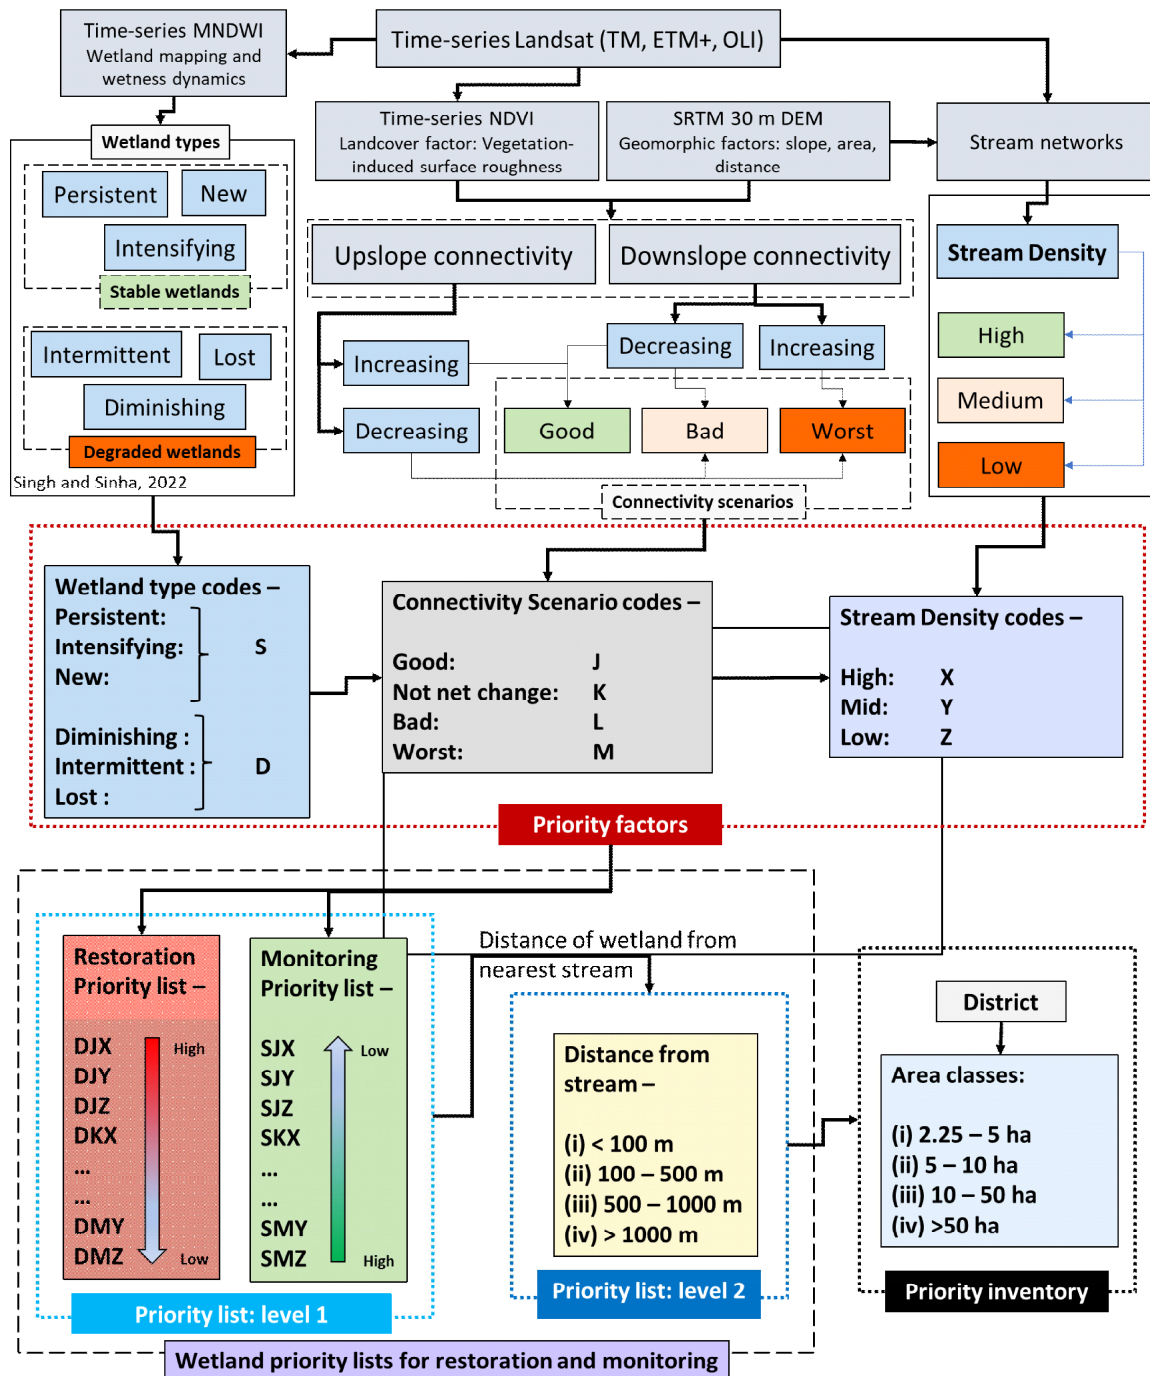 Time-series MNDWI
Wetland mapping and
wetness dynamics
Time-series Landsat (TM, ETM+, OLI)
Time-series NDVI
Landcover factor: Vegetation-
induced surface roughness
SRTM 30 m DEM
Geomorphic factors: slope, area,
distance
Stream networks
Wetland types
Persistent
New
Intensifying
Stable wetlands
Intermittent
Lost
Diminishing
Degraded wetlands
Singh and Sinha, 2022
Upslope connectivity
Downslope connectivity
Increasing
Decreasing
Decreasing
Increasing
Good
Bad
Worst
Connectivity scenarios
Stream Density
High
Medium
Low
Wetland type codes –
Persistent:
Intensifying: S
New:
Diminishing :
Intermittent : D
Lost :
Connectivity Scenario codes –
Good: J
Not net change: K
Bad: L
Worst: M
Stream Density codes –
High: X
Mid: Y
Low: Z
Priority factors
Restoration
Priority list –
DJX High
DJY
DJZ
DKX
...
...
DMY
DMZ Low
Monitoring
Priority list –
SJX Low
SJY
SJZ
SKX
...
...
SMY
SMZ High
Priority list: level 1
Distance of wetland from
nearest stream
Distance from
stream –
(i) < 100 m
(ii) 100 – 500 m
(iii) 500 – 1000 m
(iv) > 1000 m
Priority list: level 2
District
Area classes:
(i) 2.25 – 5 ha
(ii) 5 – 10 ha
(iii) 10 – 50 ha
(iv) >50 ha
Priority inventory
Wetland priority lists for restoration and monitoring